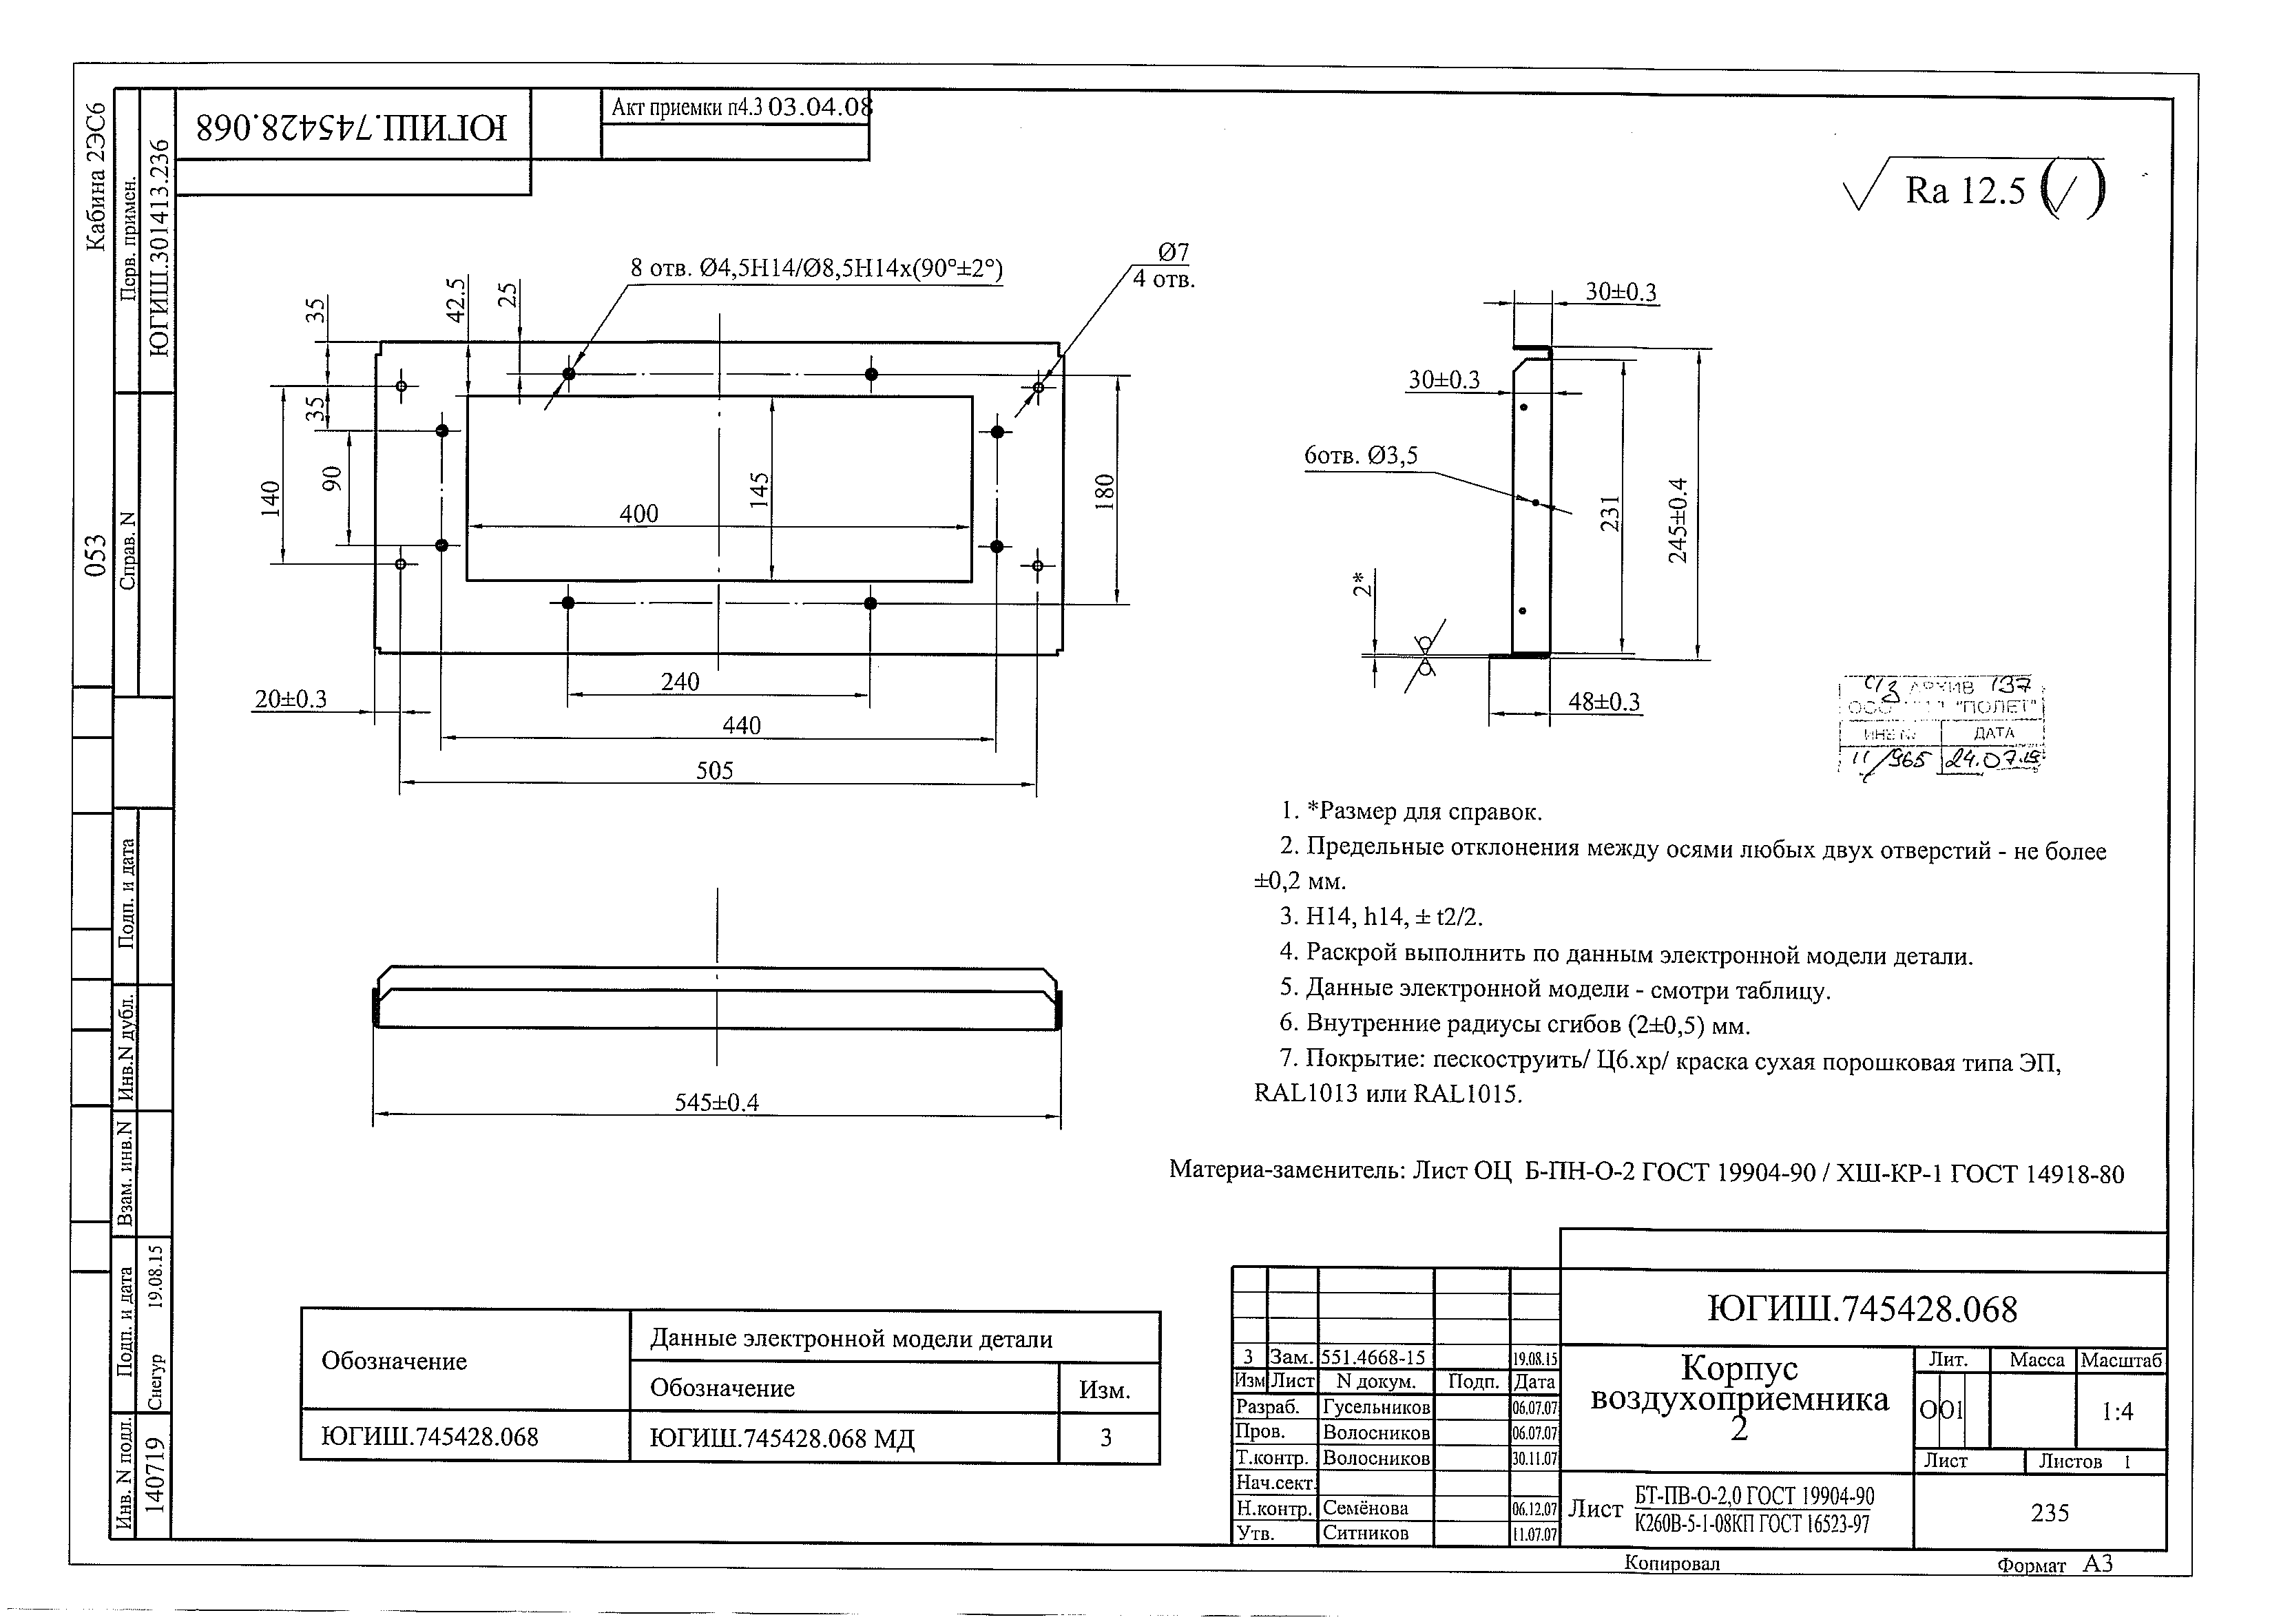 Кабина 2ЭС6
053
Перв. примен.
ЮГИШ.301413.236
Справ. N
Подп. и дата
Инв.N дубл.
Взам. инв.N
Подп. и дата
Снегур 19.08.15
Инв. N подл.
140719
ЮГИШ.745428.068
Акт приемки п4.3 03.04.08
Ra 12.5
8 отв. Ø4,5H14/Ø8,5H14x(90°±2°)
Ø7
4 отв.
35
42.5
25
35
140
90
400
145
180
20±0.3
240
440
505
30±0.3
30±0.3
6отв. Ø3,5
231
245±0.4
2*
48±0.3
545±0.4
АРХИВ 137
"ПОЛЕТ"
ИНВ № ДАТА
11/965 24.07.19
1. *Размер для справок.
2. Предельные отклонения между осями любых двух отверстий - не более
±0,2 мм.
3. H14, h14, ± t2/2.
4. Раскрой выполнить по данным электронной модели детали.
5. Данные электронной модели - смотри таблицу.
6. Внутренние радиусы сгибов (2±0,5) мм.
7. Покрытие: пескоструить/ Ц6.хр/ краска сухая порошковая типа ЭП,
RAL1013 или RAL1015.
Материа-заменитель: Лист ОЦ Б-ПН-О-2 ГОСТ 19904-90 / ХШ-КР-1 ГОСТ 14918-80
Обозначение
Данные электронной модели детали
Обозначение Изм.
ЮГИШ.745428.068 ЮГИШ.745428.068 МД 3
3 Зам. 551.4668-15 19.08.15
Изм Лист N докум. Подп. Дата
Разраб. Гусельников 06.07.07
Пров. Волосников 06.07.07
Т.контр. Волосников 30.11.07
Нач.сект.
Н.контр. Семёнова 06.12.07
Утв. Ситников 11.07.07
ЮГИШ.745428.068
Корпус
воздухоприемника
2
Лит. Масса Масштаб
О О1 1:4
Лист Листов 1
Лист БТ-ПВ-О-2,0 ГОСТ 19904-90
К260В-5-1-08КП ГОСТ 16523-97
235
Копировал
Формат А3